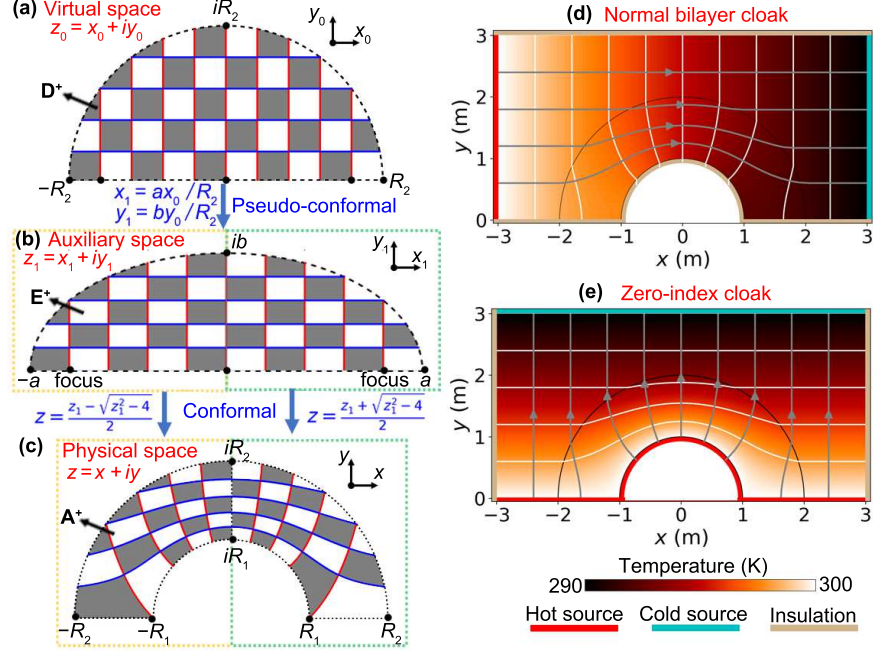 (a) Virtual space
z₀ = x₀ + iy₀
iR₂
y₀
x₀
D⁺
−R₂
R₂
x₁ = ax₀ /R₂
y₁ = by₀ /R₂
Pseudo-conformal
(b) Auxiliary space
z₁ = x₁ + iy₁
ib
y₁
x₁
E⁺
−a
focus
focus
a
z = (z₁ − √(z₁² − 4))/2
Conformal
z = (z₁ + √(z₁² − 4))/2
(c) Physical space
z = x + iy
iR₂
y
x
A⁺
iR₁
−R₂
−R₁
R₁
R₂
(d) Normal bilayer cloak
3
2
1
0
y (m)
−3 −2 −1 0 1 2 3
x (m)
(e) Zero-index cloak
3
2
1
0
y (m)
−3 −2 −1 0 1 2 3
x (m)
Temperature (K)
290 300
Hot source Cold source Insulation